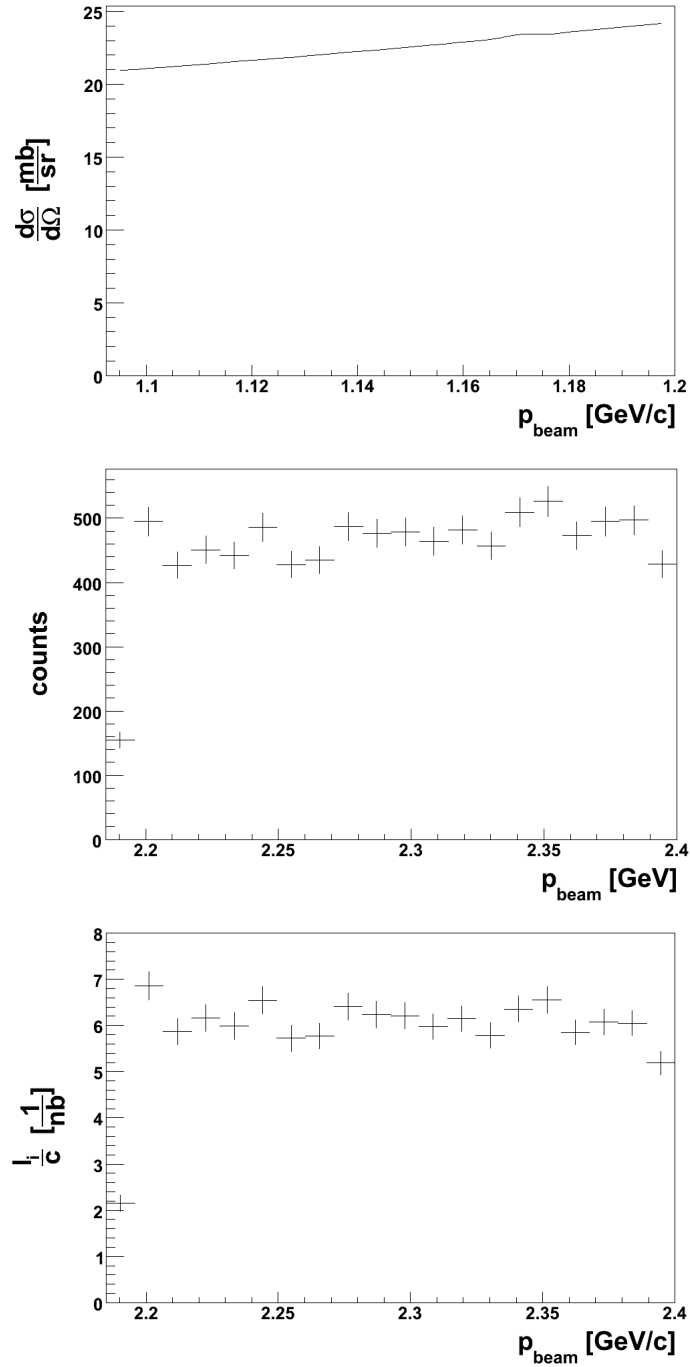 25
20
15
10
5
0
dσ/dΩ [mb/sr]
1.1 1.12 1.14 1.16 1.18 1.2
p_beam [GeV/c]
500
400
300
200
100
0
counts
2.2 2.25 2.3 2.35 2.4
p_beam [GeV]
8
7
6
5
4
3
2
1
0
l_i/c [1/nb]
2.2 2.25 2.3 2.35 2.4
p_beam [GeV/c]